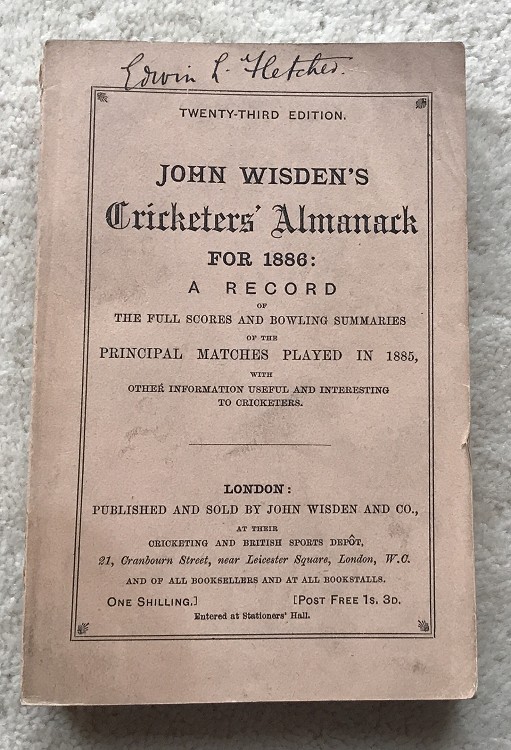 Edwin L. Fletcher.
TWENTY-THIRD EDITION.
JOHN WISDEN'S
Cricketers' Almanack
FOR 1886:
A RECORD
OF
THE FULL SCORES AND BOWLING SUMMARIES
OF THE
PRINCIPAL MATCHES PLAYED IN 1885,
WITH
OTHER INFORMATION USEFUL AND INTERESTING
TO CRICKETERS.
LONDON:
PUBLISHED AND SOLD BY JOHN WISDEN AND CO.,
AT THEIR
CRICKETING AND BRITISH SPORTS DEPÔT,
21, Cranbourn Street, near Leicester Square, London, W.C.
AND OF ALL BOOKSELLERS AND AT ALL BOOKSTALLS.
ONE SHILLING.] [POST FREE 1S. 3D.
Entered at Stationers' Hall.